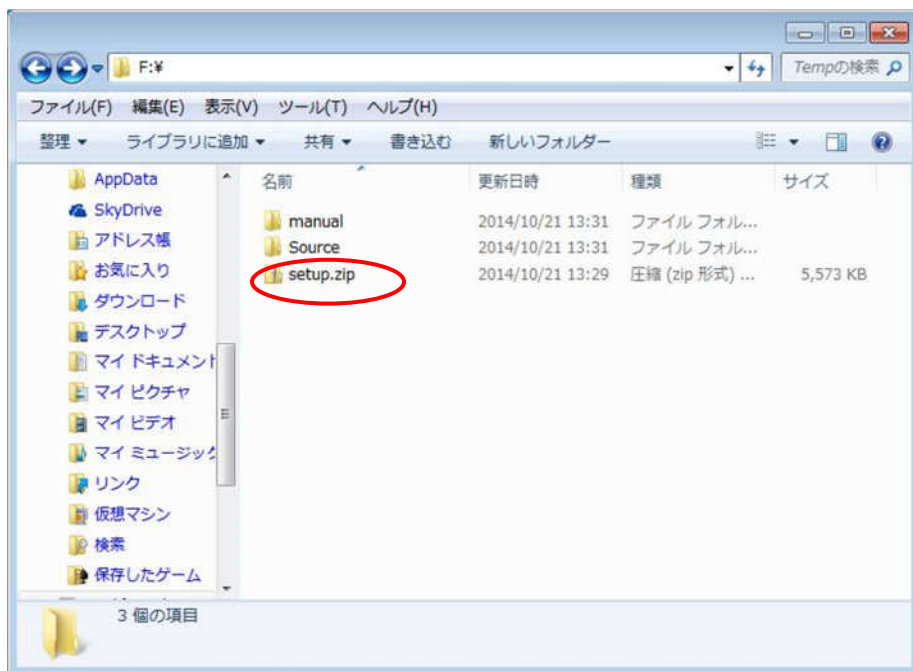 F:¥
Tempの検索
ファイル(F) 編集(E) 表示(V) ツール(T) ヘルプ(H)
整理 ライブラリに追加 共有 書き込む 新しいフォルダー
AppData
SkyDrive
アドレス帳
お気に入り
ダウンロード
デスクトップ
マイ ドキュメント
マイ ピクチャ
マイ ビデオ
マイ ミュージック
リンク
仮想マシン
検索
保存したゲーム
名前 更新日時 種類 サイズ
manual 2014/10/21 13:31 ファイル フォル...
Source 2014/10/21 13:31 ファイル フォル...
setup.zip 2014/10/21 13:29 圧縮 (zip 形式) ... 5,573 KB
3 個の項目